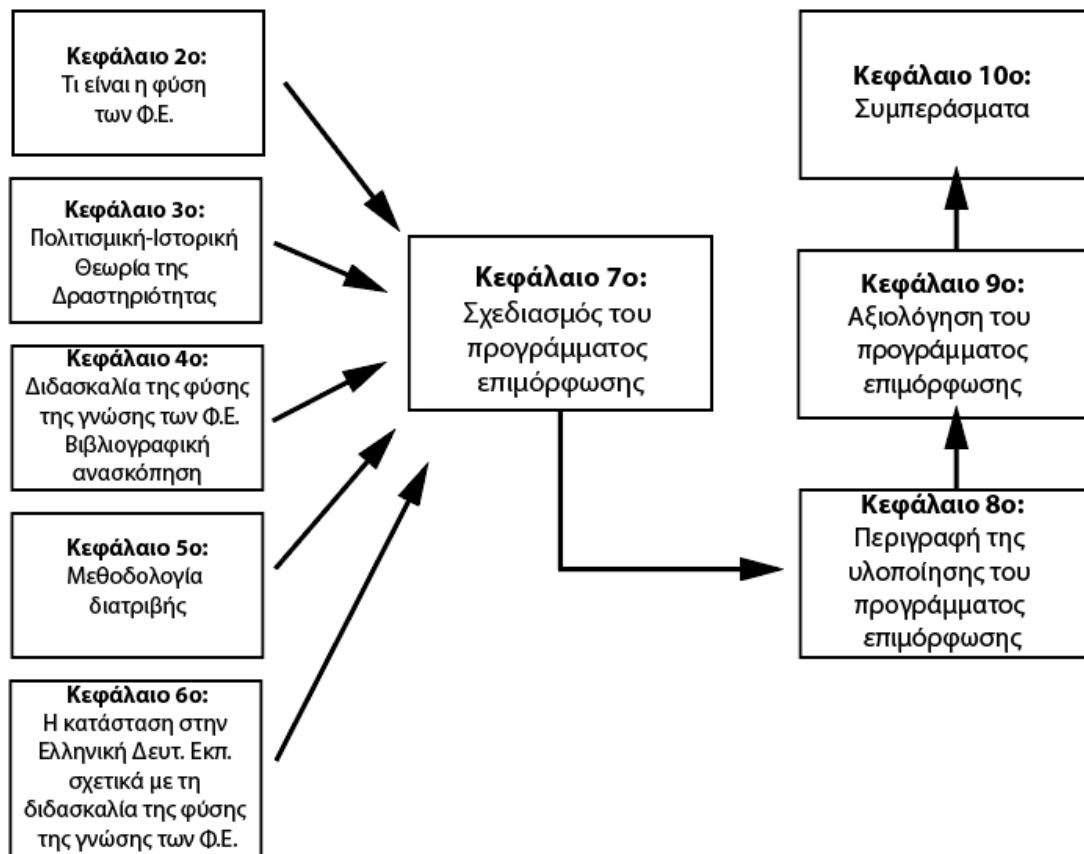 Κεφάλαιο 2ο:
Τι είναι η φύση
των Φ.Ε.
Κεφάλαιο 3ο:
Πολιτισμική-Ιστορική
Θεωρία της
Δραστηριότητας
Κεφάλαιο 4ο:
Διδασκαλία της φύσης
της γνώσης των Φ.Ε.
Βιβλιογραφική
ανασκόπηση
Κεφάλαιο 5ο:
Μεθοδολογία
διατριβής
Κεφάλαιο 6ο:
Η κατάσταση στην
Ελληνική Δευτ. Εκπ.
σχετικά με τη
διδασκαλία της φύσης
της γνώσης των Φ.Ε.
Κεφάλαιο 7ο:
Σχεδιασμός του
προγράμματος
επιμόρφωσης
Κεφάλαιο 10ο:
Συμπεράσματα
Κεφάλαιο 9ο:
Αξιολόγηση του
προγράμματος
επιμόρφωσης
Κεφάλαιο 8ο:
Περιγραφή της
υλοποίησης του
προγράμματος
επιμόρφωσης